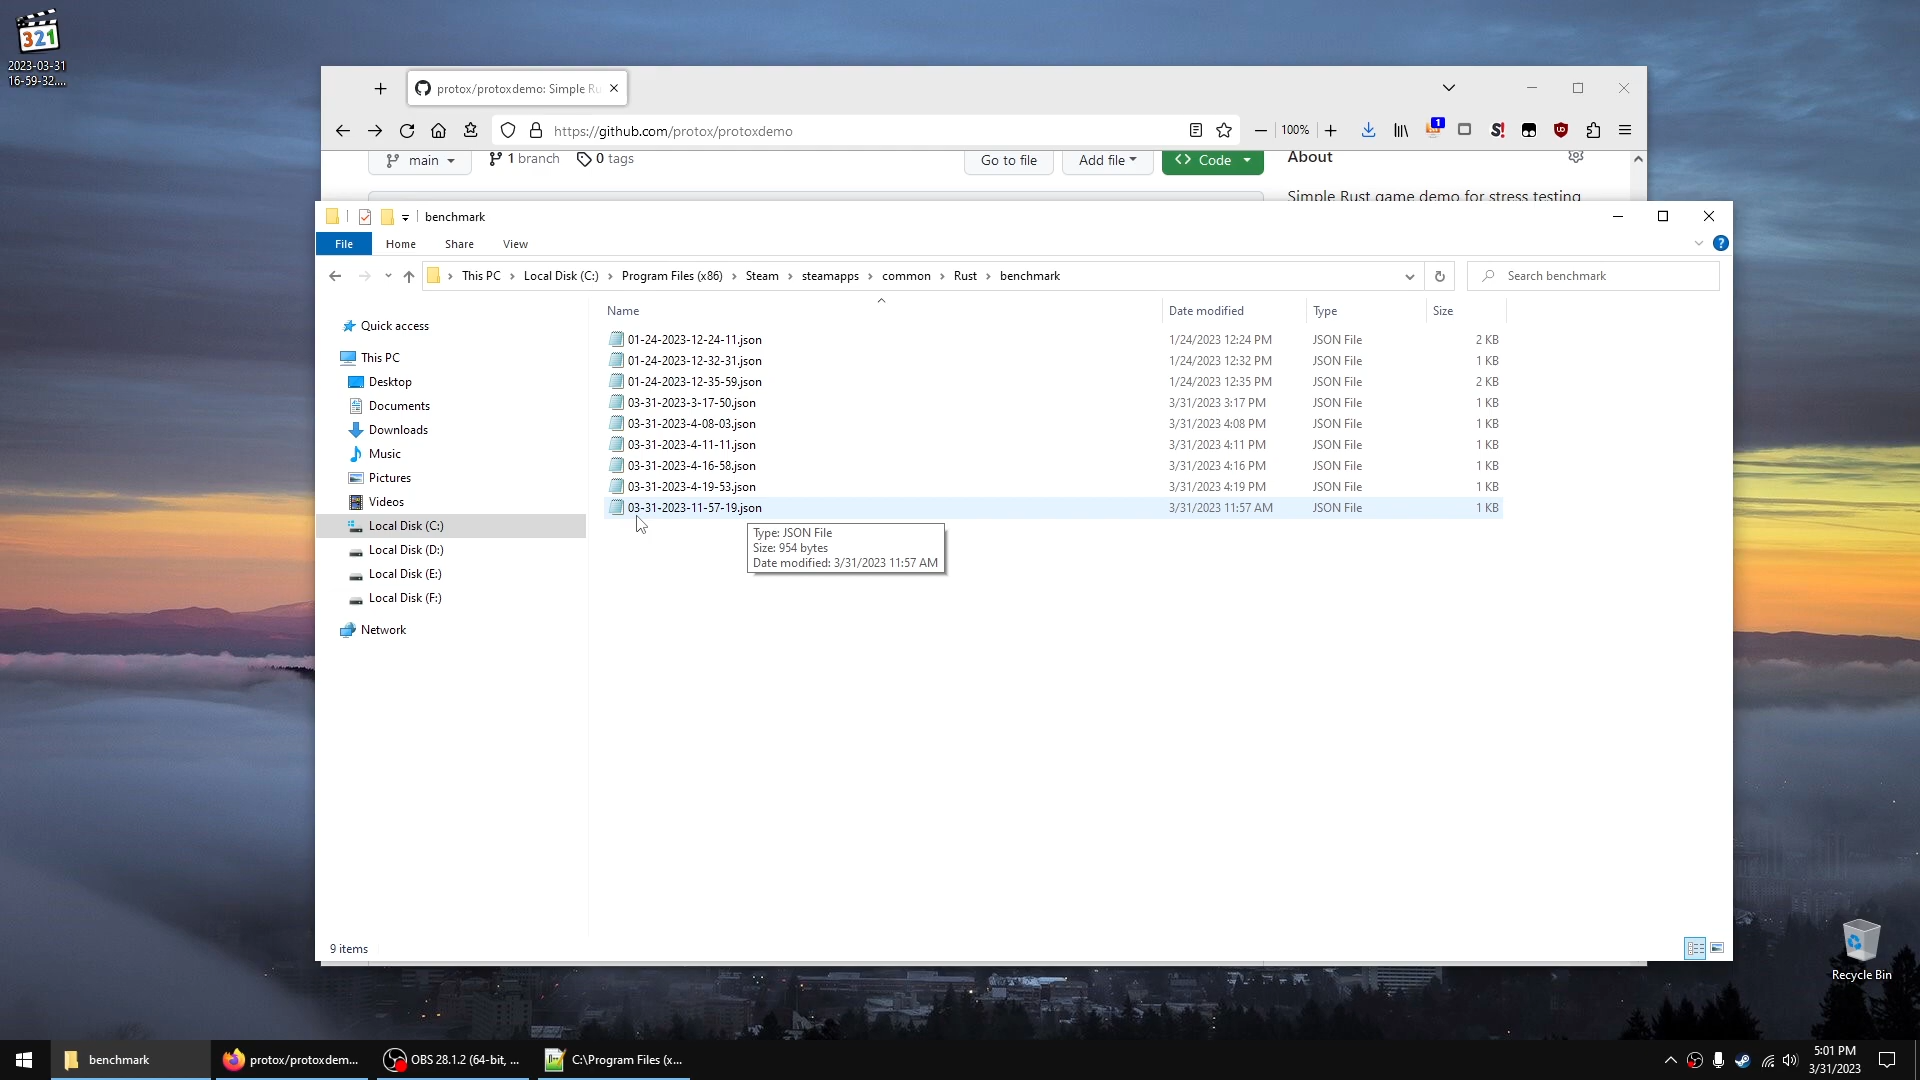 321
2023-03-31
16-59-32....
protox/protoxdemo: Simple Ru
https://github.com/protox/protoxdemo
100%
1
main
1 branch
0 tags
Go to file
Add file
Code
About
Simple Rust game demo for stress testing
benchmark
File
Home
Share
View
This PC
Local Disk (C:)
Program Files (x86)
Steam
steamapps
common
Rust
benchmark
Search benchmark
Quick access
This PC
Desktop
Documents
Downloads
Music
Pictures
Videos
Local Disk (C:)
Local Disk (D:)
Local Disk (E:)
Local Disk (F:)
Network
Name Date modified Type Size
01-24-2023-12-24-11.json 1/24/2023 12:24 PM JSON File 2 KB
01-24-2023-12-32-31.json 1/24/2023 12:32 PM JSON File 1 KB
01-24-2023-12-35-59.json 1/24/2023 12:35 PM JSON File 2 KB
03-31-2023-3-17-50.json 3/31/2023 3:17 PM JSON File 1 KB
03-31-2023-4-08-03.json 3/31/2023 4:08 PM JSON File 1 KB
03-31-2023-4-11-11.json 3/31/2023 4:11 PM JSON File 1 KB
03-31-2023-4-16-58.json 3/31/2023 4:16 PM JSON File 1 KB
03-31-2023-4-19-53.json 3/31/2023 4:19 PM JSON File 1 KB
03-31-2023-11-57-19.json 3/31/2023 11:57 AM JSON File 1 KB
Type: JSON File
Size: 954 bytes
Date modified: 3/31/2023 11:57 AM
9 items
Recycle Bin
benchmark
protox/protoxdem...
OBS 28.1.2 (64-bit, ...
C:\Program Files (x...
5:01 PM
3/31/2023